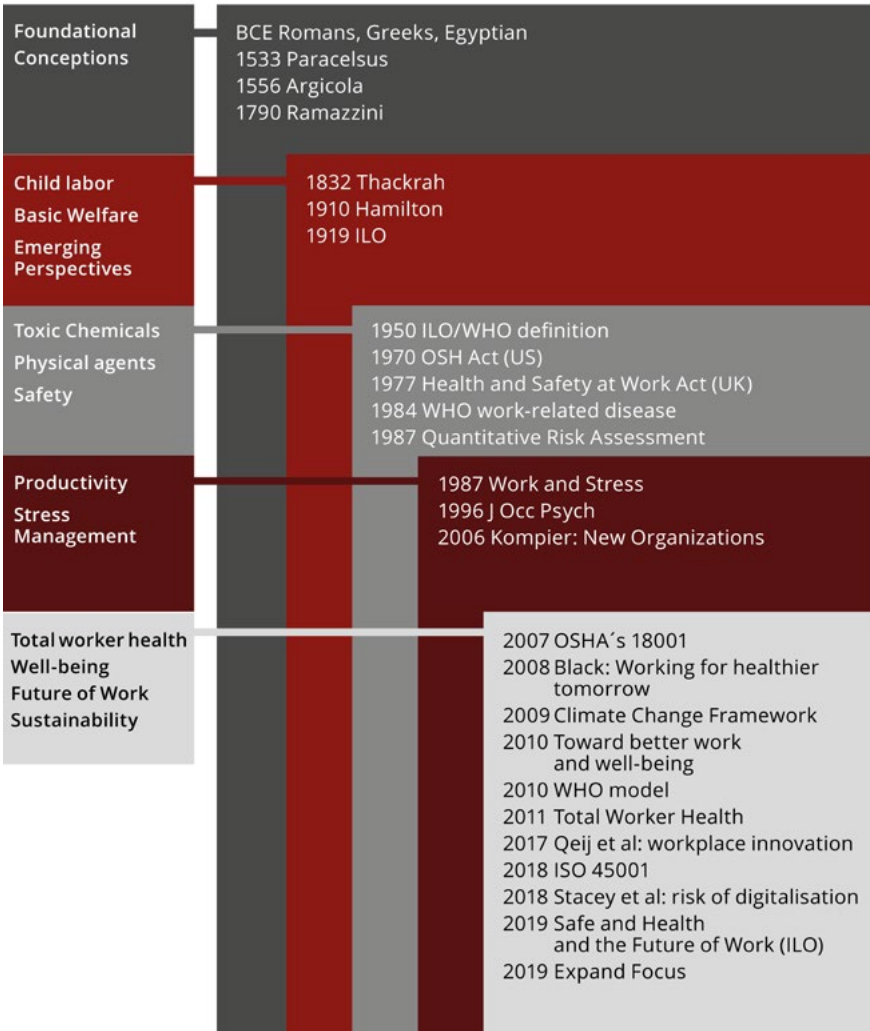 Foundational
Conceptions
BCE Romans, Greeks, Egyptian
1533 Paracelsus
1556 Argicola
1790 Ramazzini
Child labor
Basic Welfare
Emerging
Perspectives
1832 Thackrah
1910 Hamilton
1919 ILO
Toxic Chemicals
Physical agents
Safety
1950 ILO/WHO definition
1970 OSH Act (US)
1977 Health and Safety at Work Act (UK)
1984 WHO work-related disease
1987 Quantitative Risk Assessment
Productivity
Stress
Management
1987 Work and Stress
1996 J Occ Psych
2006 Kompier: New Organizations
Total worker health
Well-being
Future of Work
Sustainability
2007 OSHA´s 18001
2008 Black: Working for healthier
tomorrow
2009 Climate Change Framework
2010 Toward better work
and well-being
2010 WHO model
2011 Total Worker Health
2017 Qeij et al: workplace innovation
2018 ISO 45001
2018 Stacey et al: risk of digitalisation
2019 Safe and Health
and the Future of Work (ILO)
2019 Expand Focus